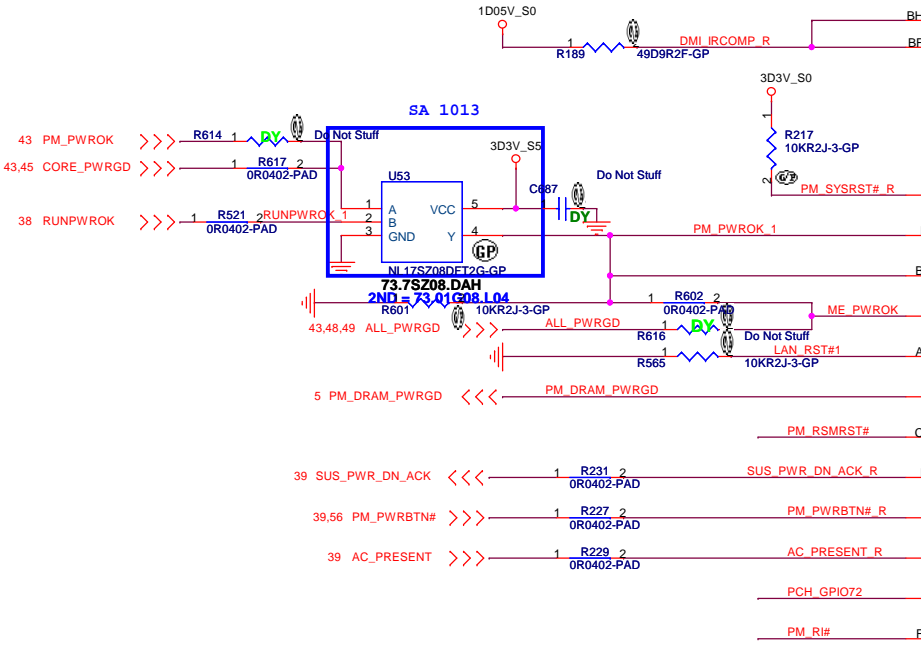 1D05V_S0
BH
1 DMI_IRCOMP_R
R189 49D9R2F-GP
BF
3D3V_S0
SA 1013
1
43 PM_PWROK R614 1 DY Do Not Stuff
R217
10KR2J-3-GP
3D3V_S5
43,45 CORE_PWRGD 1 R617 2
0R0402-PAD
U53
C687 Do Not Stuff
2 GP
PM_SYSRST#_R
38 RUNPWROK 1 R521 2 RUNPWROK_1
0R0402-PAD
1 A VCC 5
2 B
3 GND Y 4
DY
PM_PWROK_1
GP
NL17SZ08DFT2G-GP
73.7SZ08.DAH
2ND = 73.01G08.L04
R601 10KR2J-3-GP
1 R602 2
0R0402-PAD
ME_PWROK
43,48,49 ALL_PWRGD ALL_PWRGD
R616 1 DY Do Not Stuff
LAN_RST#1
R565 1 10KR2J-3-GP
5 PM_DRAM_PWRGD PM_DRAM_PWRGD
PM_RSMRST#
39 SUS_PWR_DN_ACK 1 R231 2 SUS_PWR_DN_ACK_R
0R0402-PAD
39,56 PM_PWRBTN# 1 R227 2 PM_PWRBTN#_R
0R0402-PAD
39 AC_PRESENT 1 R229 2 AC_PRESENT_R
0R0402-PAD
PCH_GPIO72
PM_RI#